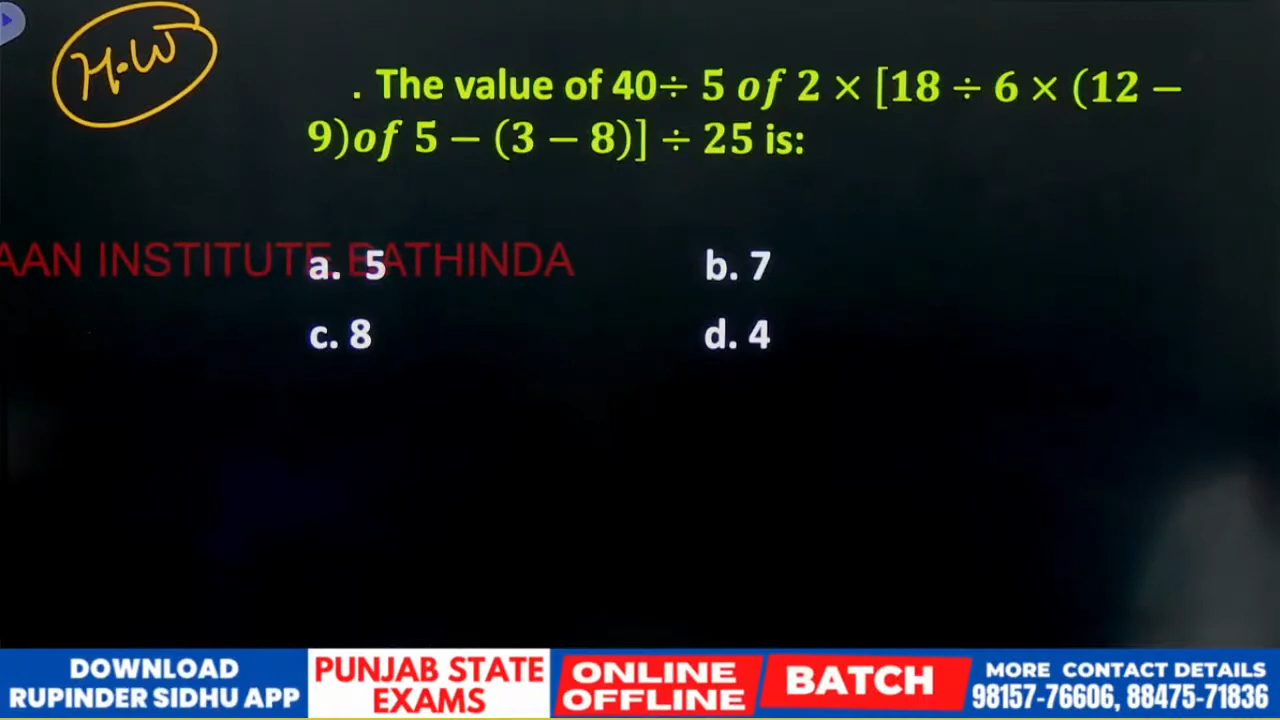 H.W
. The value of 40÷ 5 of 2 × [18 ÷ 6 × (12 −
9)of 5 − (3 − 8)] ÷ 25 is:
AAN INSTITUTE BATHINDA
a. 5
b. 7
c. 8
d. 4
DOWNLOAD
RUPINDER SIDHU APP
PUNJAB STATE
EXAMS
ONLINE
OFFLINE
BATCH
MORE CONTACT DETAILS
98157-76606, 88475-71836